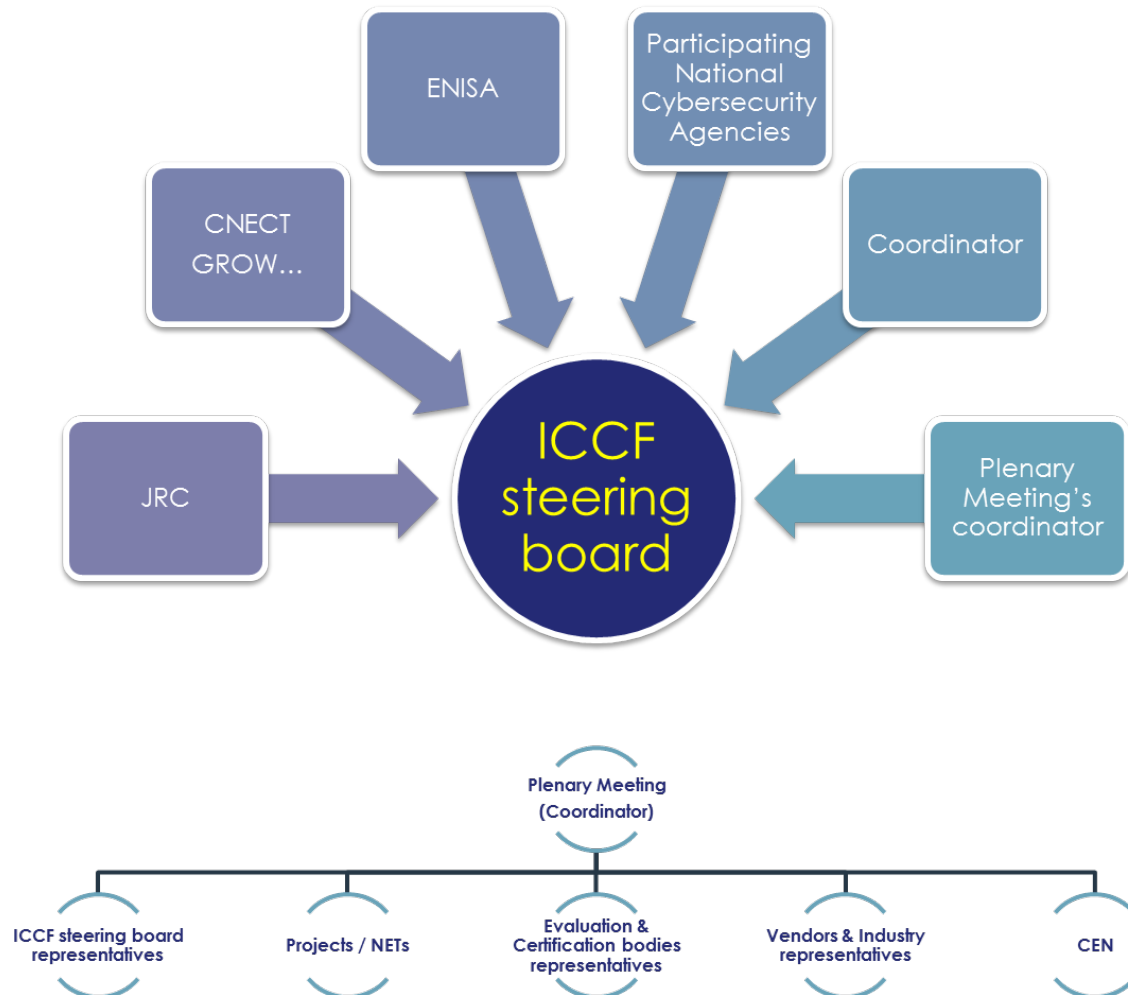 ENISA
Participating
National
Cybersecurity
Agencies
CNECT
GROW…
Coordinator
JRC
ICCF
steering
board
Plenary
Meeting’s
coordinator
Plenary Meeting
(Coordinator)
ICCF steering board
representatives
Projects / NETs
Evaluation &
Certification bodies
representatives
Vendors & Industry
representatives
CEN